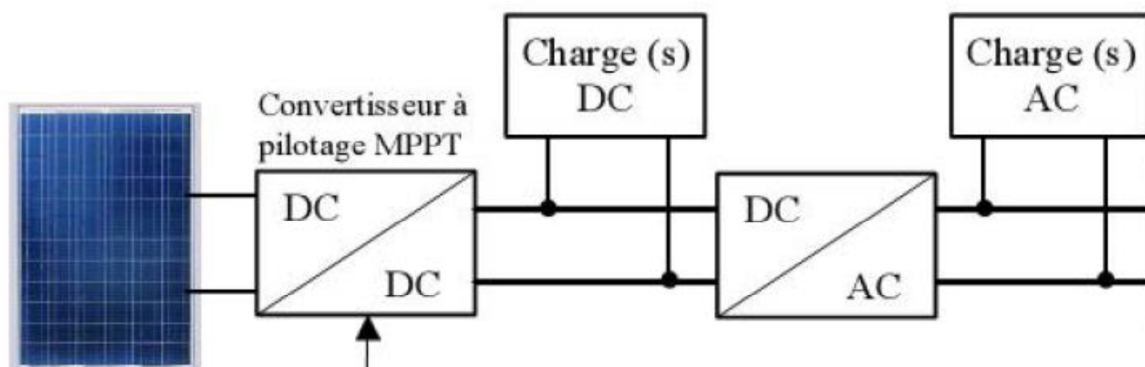 Convertisseur à
pilotage MPPT
DC
DC
Charge (s)
DC
DC
AC
Charge (s)
AC